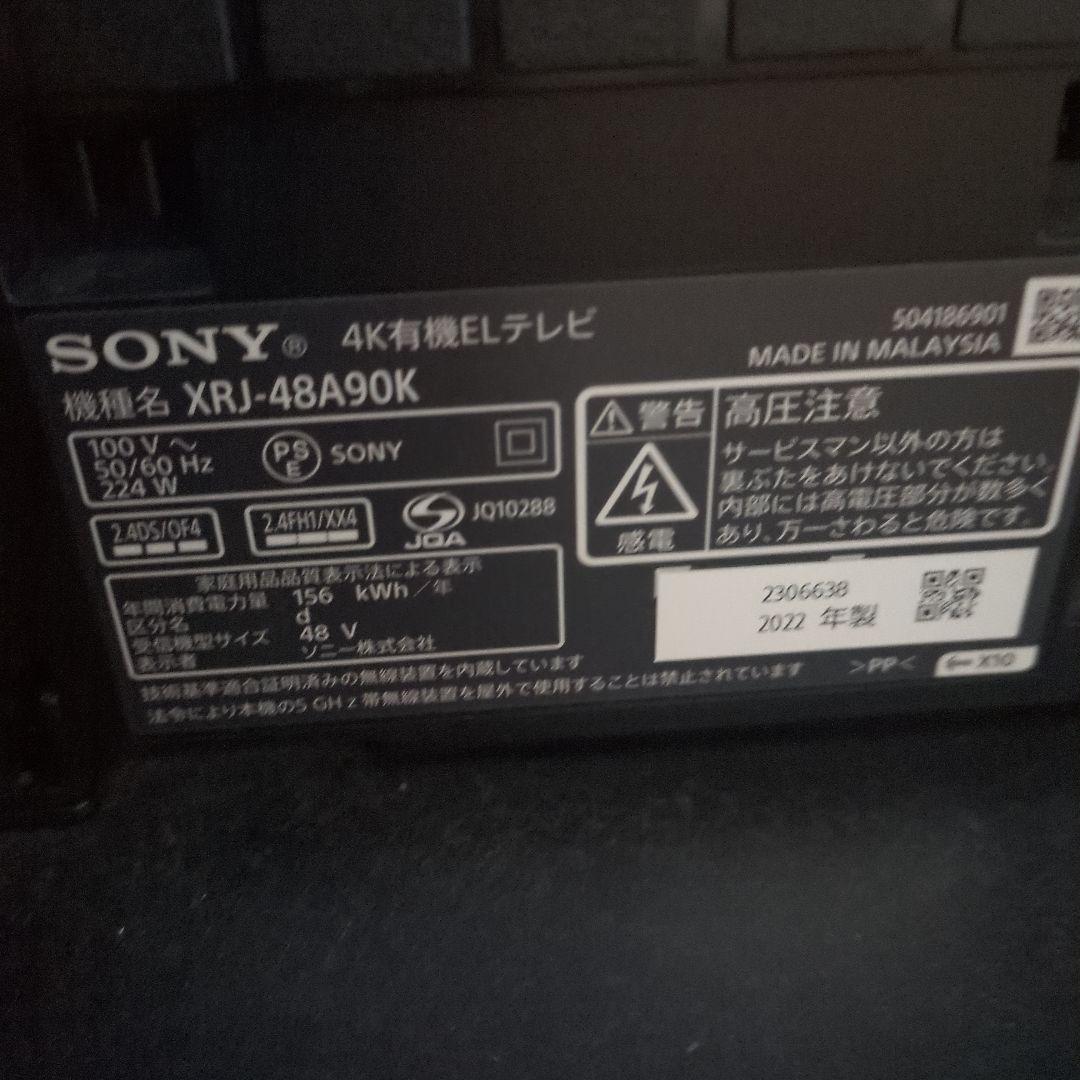 SONY® 4K有機ELテレビ
機種名 XRJ-48A90K
504186901
MADE IN MALAYSIA
100 V ～
50/60 Hz
224 W
PS
E
SONY
2.4DS/OF4
2.4FH1/XX4
JQA
JQ10288
家庭用品品質表示法による表示
年間消費電力量 156 kWh/年
区分名 d
受信機型サイズ 48 V
表示者 ソニー株式会社
技術基準適合証明済みの無線装置を内蔵しています
法令により本機の5 GHz 帯無線装置を屋外で使用することは禁止されています
警告
感電
高圧注意
サービスマン以外の方は
裏ぶたをあけないでください。
内部には高電圧部分が数多く
あり、万一さわると危険です。
2306638
2022 年製
>PP<
← X10